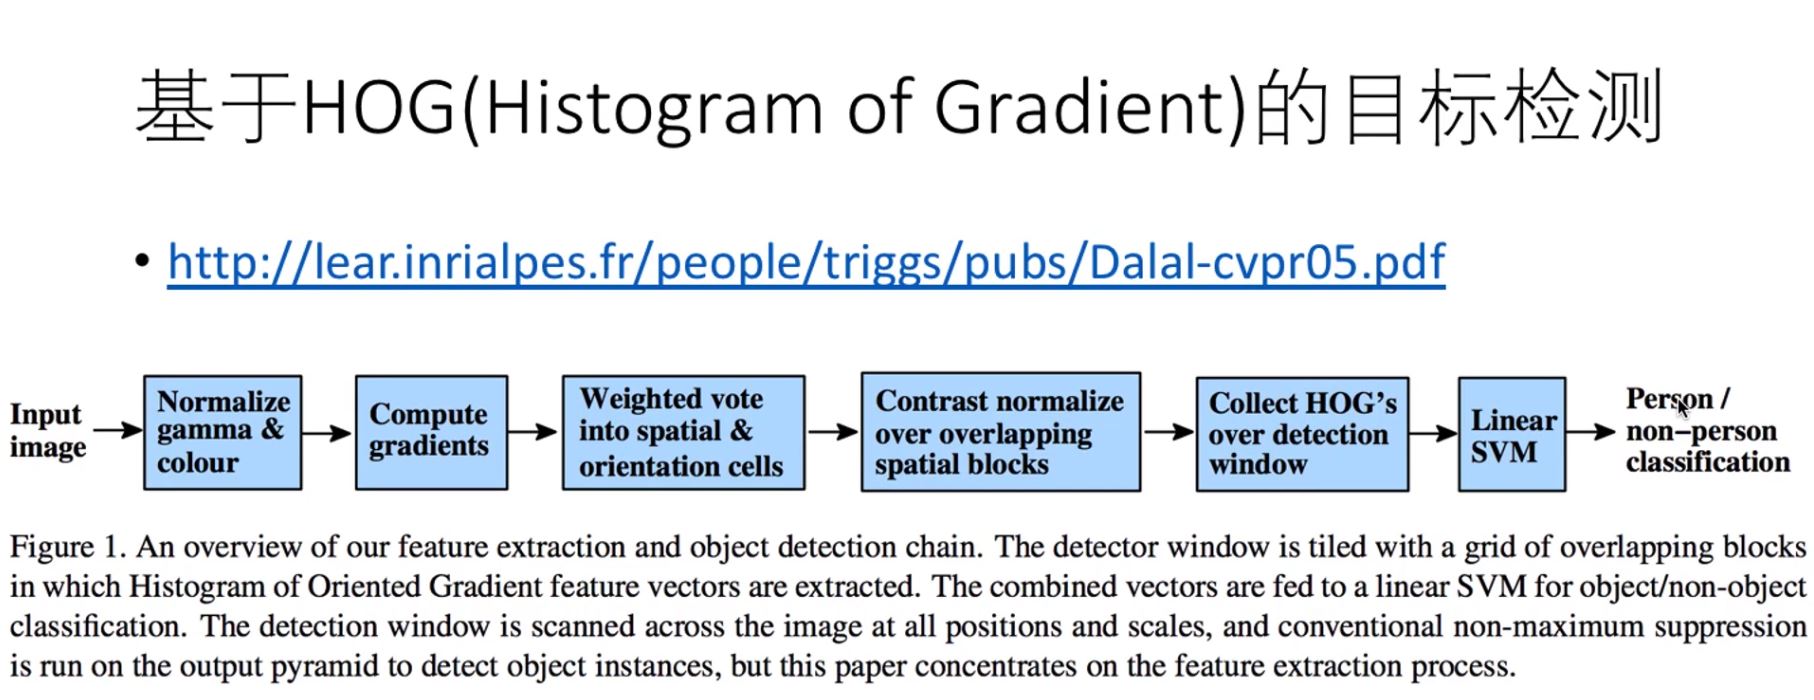 基于HOG(Histogram of Gradient)的目标检测
• http://lear.inrialpes.fr/people/triggs/pubs/Dalal-cvpr05.pdf
Input
image
Normalize
gamma &
colour
Compute
gradients
Weighted vote
into spatial &
orientation cells
Contrast normalize
over overlapping
spatial blocks
Collect HOG’s
over detection
window
Linear
SVM
Person /
non–person
classification
Figure 1. An overview of our feature extraction and object detection chain. The detector window is tiled with a grid of overlapping blocks
in which Histogram of Oriented Gradient feature vectors are extracted. The combined vectors are fed to a linear SVM for object/non-object
classification. The detection window is scanned across the image at all positions and scales, and conventional non-maximum suppression
is run on the output pyramid to detect object instances, but this paper concentrates on the feature extraction process.